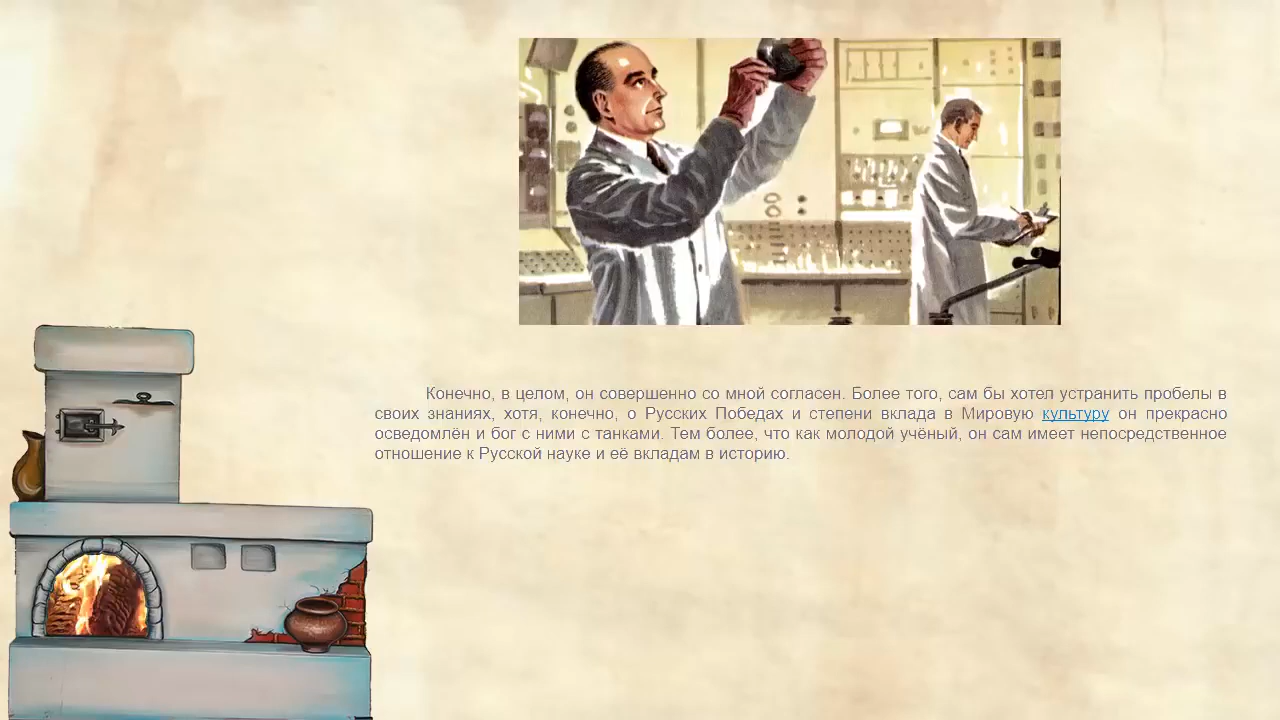 Конечно, в целом, он совершенно со мной согласен. Более того, сам бы хотел устранить пробелы в
своих знаниях, хотя, конечно, о Русских Победах и степени вклада в Мировую культуру он прекрасно
осведомлён и бог с ними с танками. Тем более, что как молодой учёный, он сам имеет непосредственное
отношение к Русской науке и её вкладам в историю.